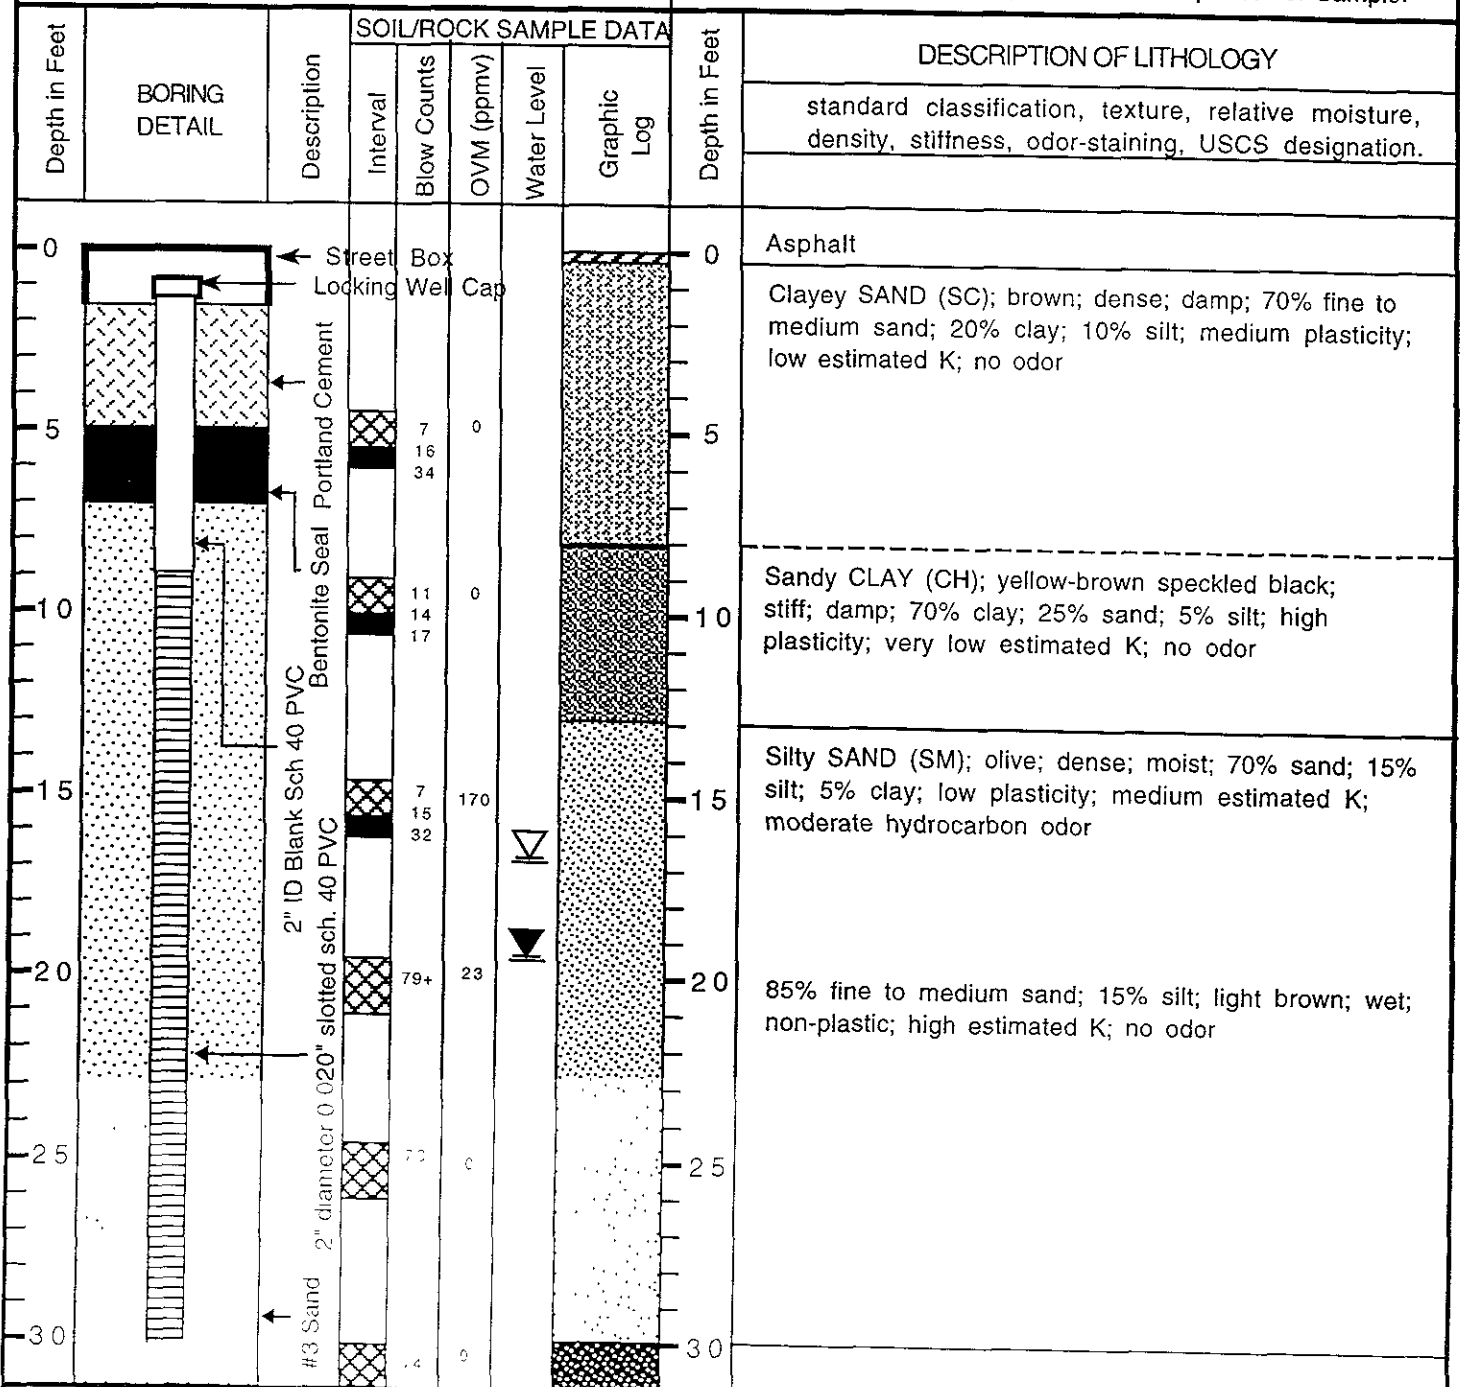 Sample.
SOIL/ROCK SAMPLE DATA
Depth in Feet
BORING
DETAIL
Description
Interval
Blow Counts
OVM (ppmv)
Water Level
Graphic
Log
Depth in Feet
DESCRIPTION OF LITHOLOGY
standard classification, texture, relative moisture,
density, stiffness, odor-staining, USCS designation.
0
Street Box
Locking Well Cap
0
Asphalt
Clayey SAND (SC); brown; dense; damp; 70% fine to
medium sand; 20% clay; 10% silt; medium plasticity;
low estimated K; no odor
Portland Cement
5
7
0
16
34
5
Bentonite Seal
Sandy CLAY (CH); yellow-brown speckled black;
stiff; damp; 70% clay; 25% sand; 5% silt; high
plasticity; very low estimated K; no odor
10
11
0
14
17
10
2" ID Blank Sch 40 PVC
Silty SAND (SM); olive; dense; moist; 70% sand; 15%
silt; 5% clay; low plasticity; medium estimated K;
moderate hydrocarbon odor
15
7
170
15
32
15
2" diameter 0 020" slotted sch. 40 PVC
20
79+
23
20
85% fine to medium sand; 15% silt; light brown; wet;
non-plastic; high estimated K; no odor
25
0
25
#3 Sand
30
0
30